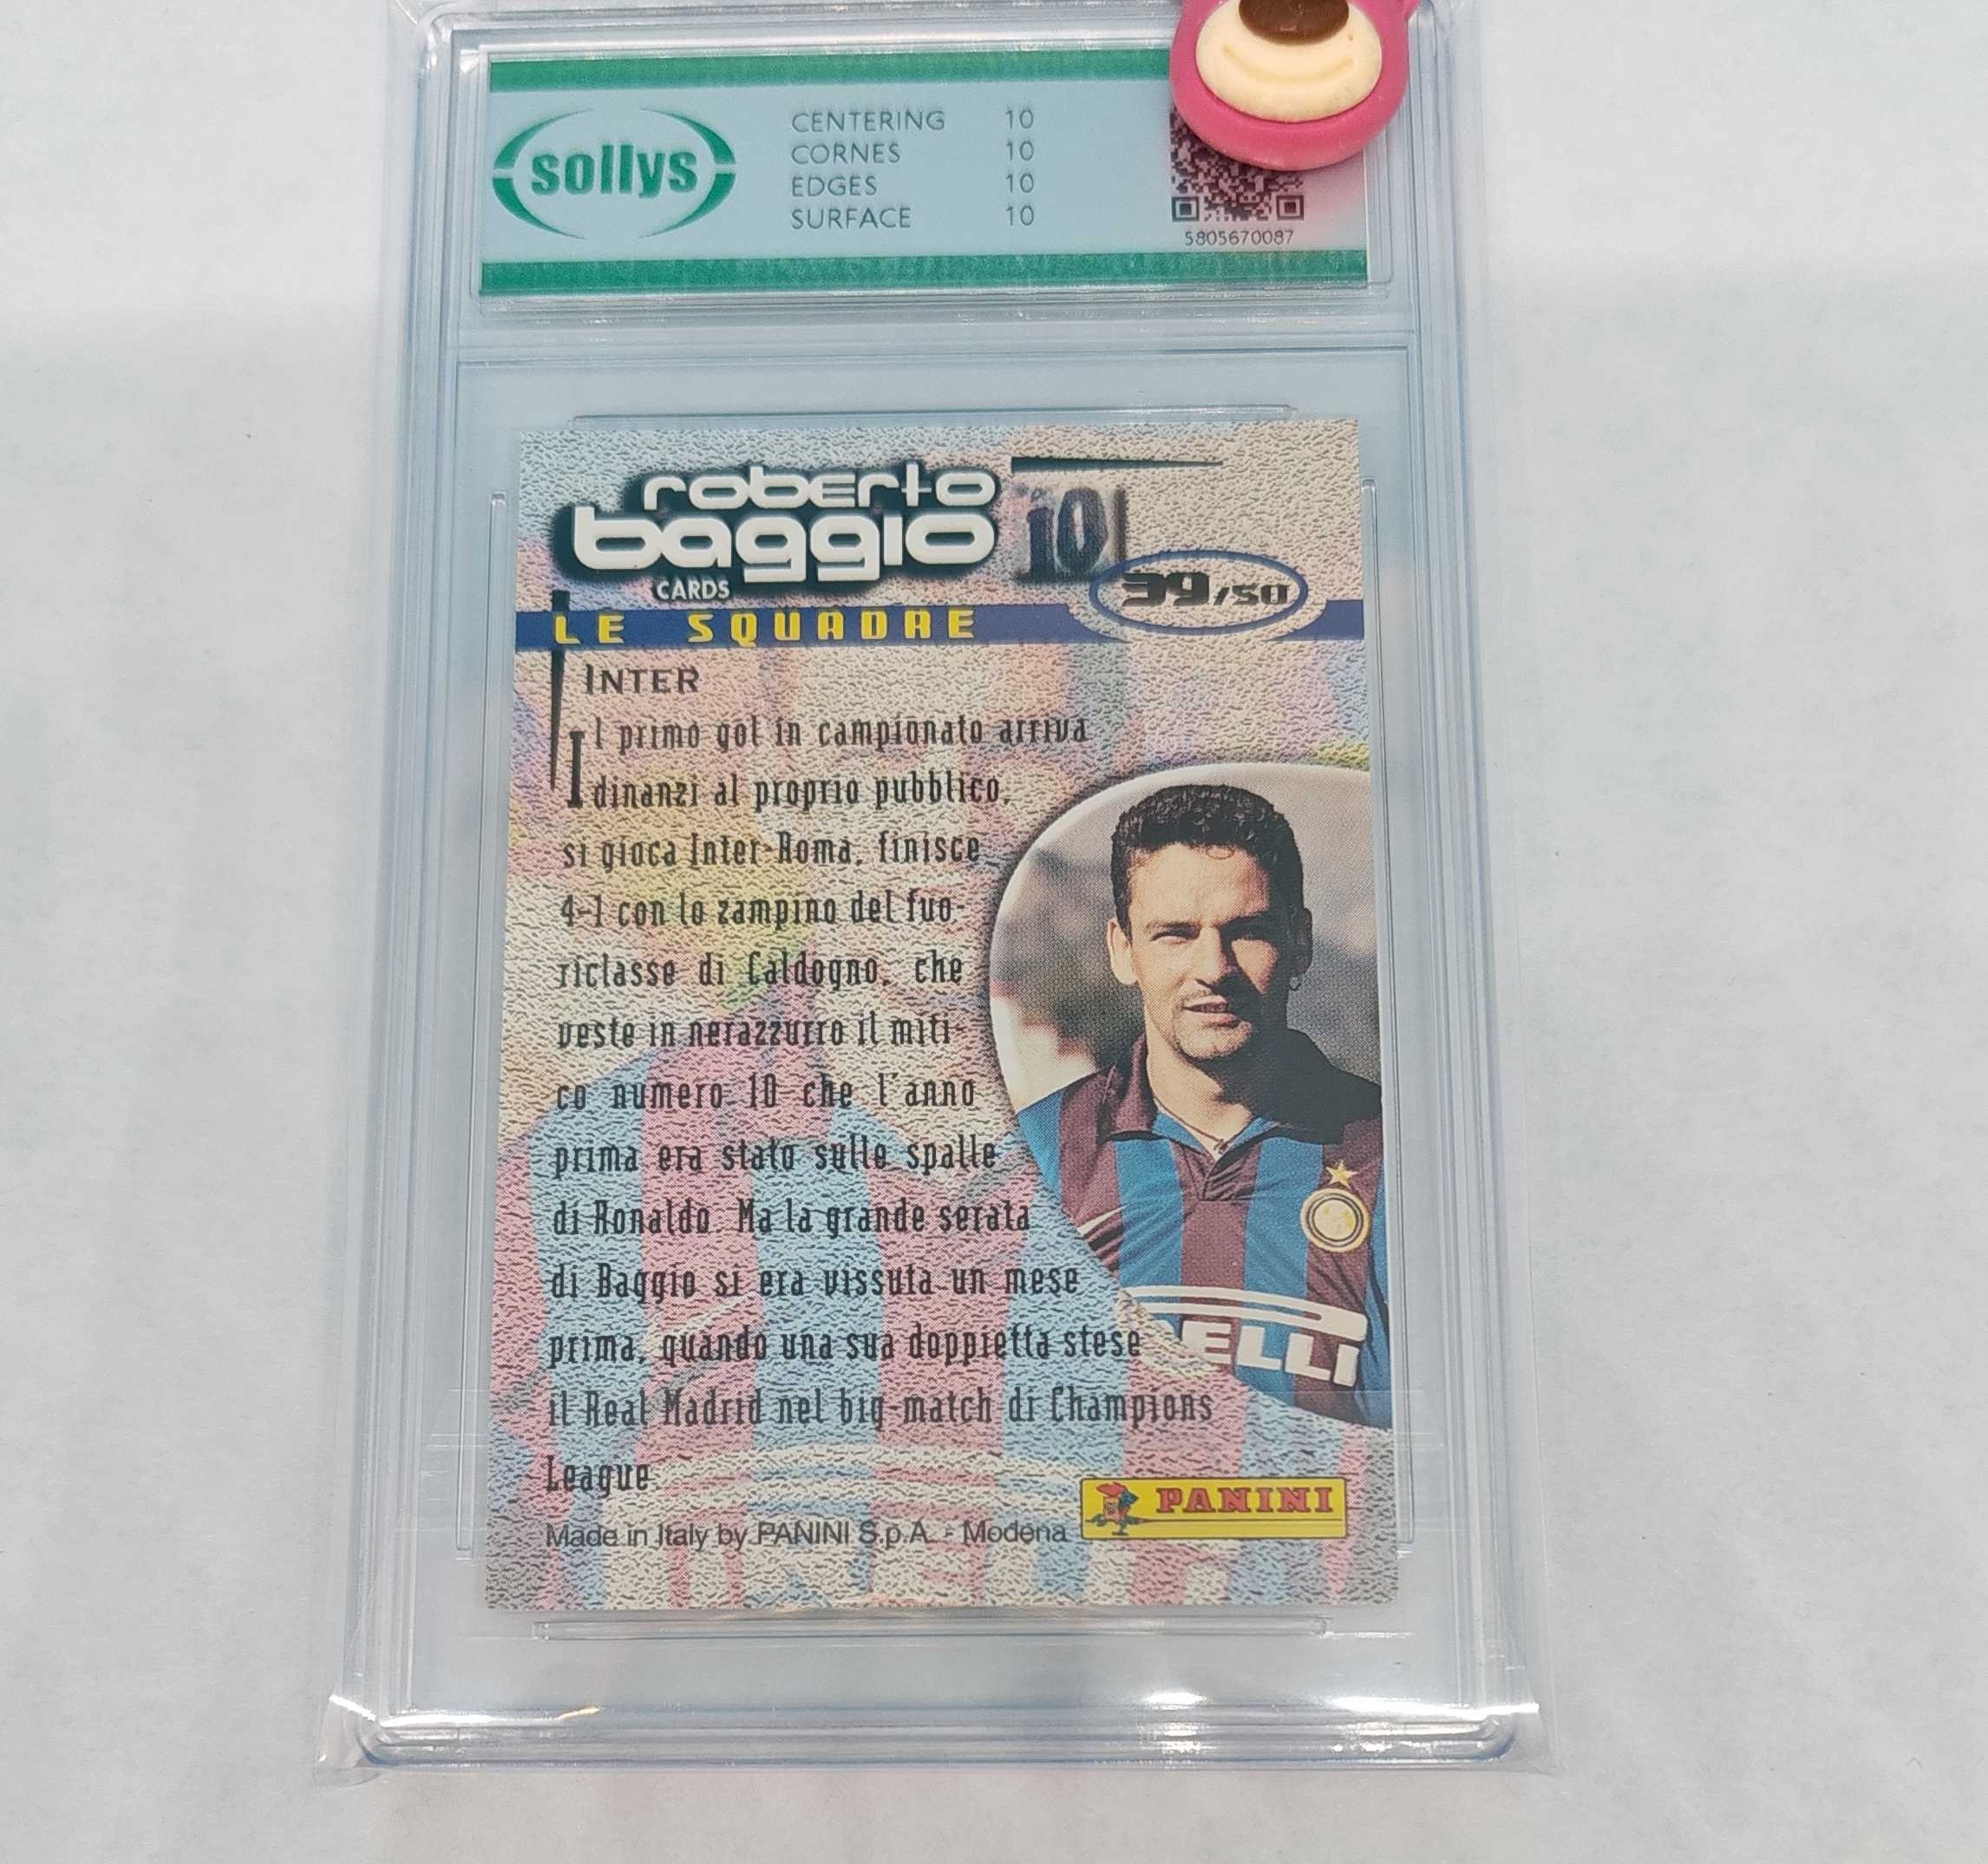 sollys
CENTERING 10
CORNES 10
EDGES 10
SURFACE 10
5805670087
roberto
baggio
CARDS
10
39/50
LE SQUADRE
INTER
Il primo gol in campionato arriva
dinanzi al proprio pubblico,
si gioca Inter-Roma, finisce
4-1 con lo zampino del fuo-
riclasse di Caldogno, che
veste in nerazzurro il miti-
co numero 10 che l'anno
prima era stato sulle spalle
di Ronaldo. Ma la grande serata
di Baggio si era vissuta un mese
prima, quando una sua doppietta stese
il Real Madrid nel big-match di Champions
League.
Made in Italy by PANINI S.p.A. - Modena
PANINI
ELLI